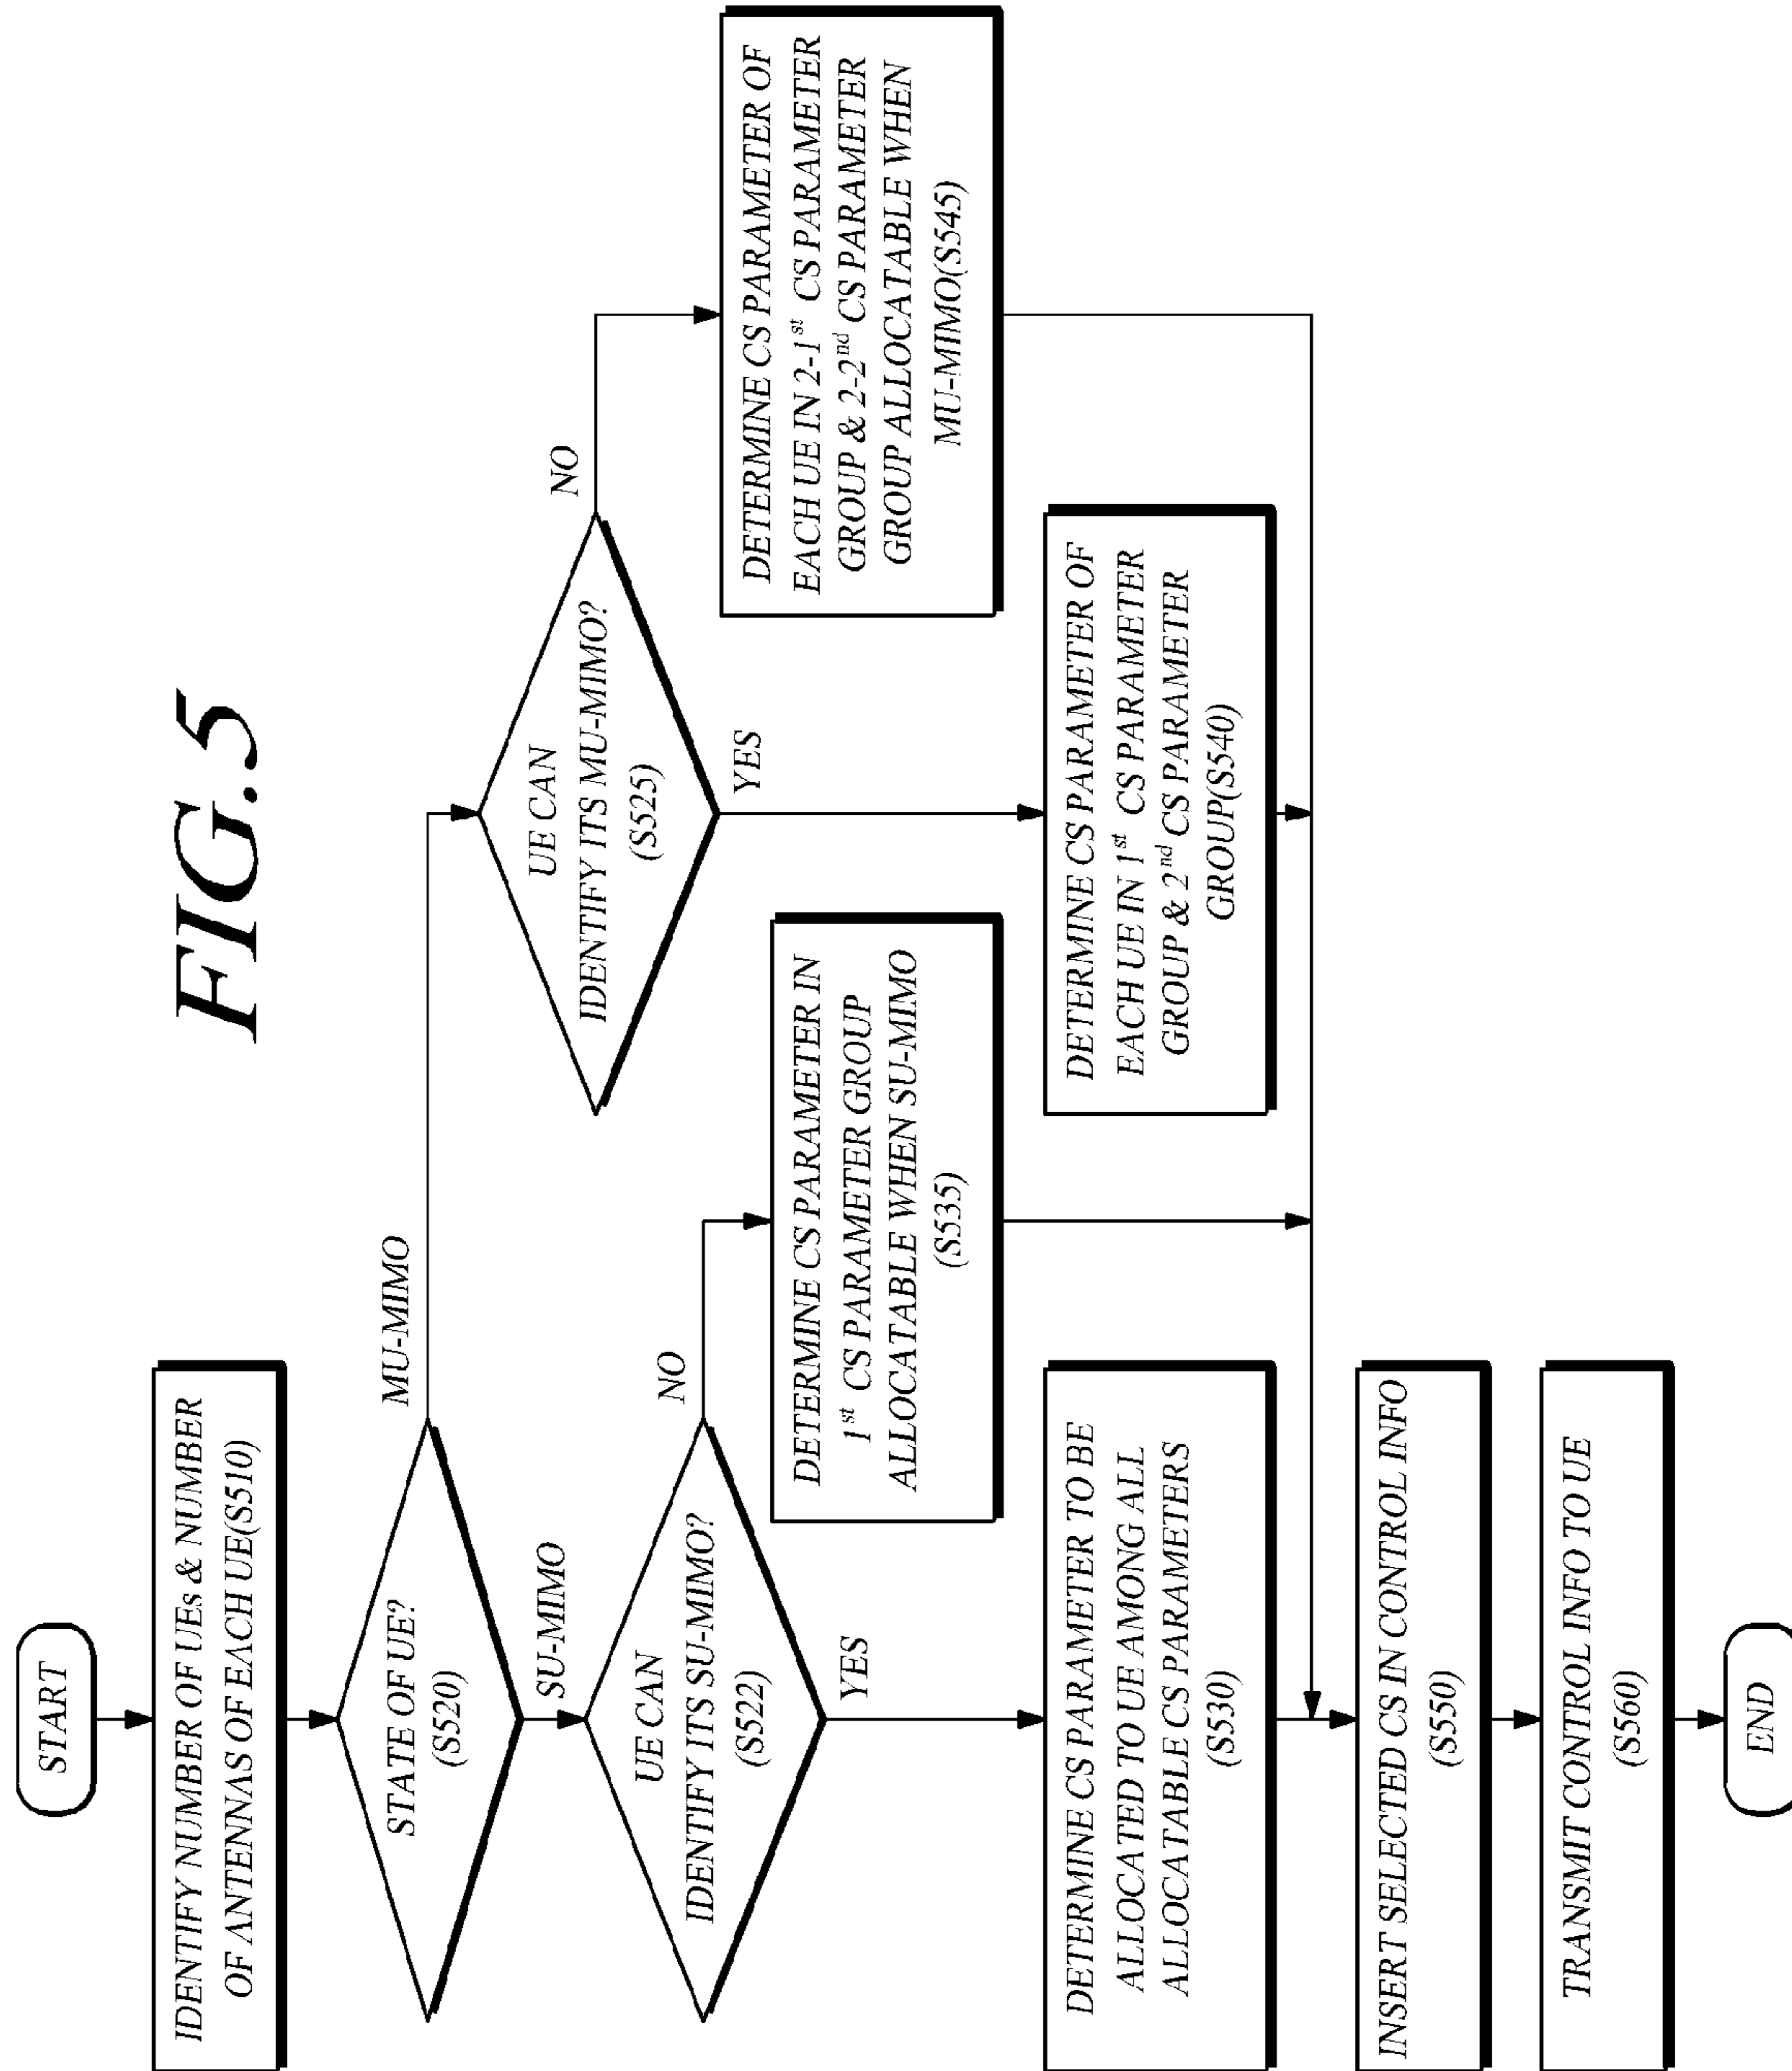 FIG.5
START
IDENTIFY NUMBER OF UEs & NUMBER
OF ANTENNAS OF EACH UE(S510)
STATE OF UE?
(S520)
MU-MIMO
SU-MIMO
UE CAN
IDENTIFY ITS SU-MIMO?
(S522)
NO
YES
UE CAN
IDENTIFY ITS MU-MIMO?
(S525)
NO
YES
DETERMINE CS PARAMETER IN
1st CS PARAMETER GROUP
ALLOCATABLE WHEN SU-MIMO
(S535)
DETERMINE CS PARAMETER OF
EACH UE IN 2-1st CS PARAMETER
GROUP & 2-2nd CS PARAMETER
GROUP ALLOCATABLE WHEN
MU-MIMO(S545)
DETERMINE CS PARAMETER TO BE
ALLOCATED TO UE AMONG ALL
ALLOCATABLE CS PARAMETERS
(S530)
DETERMINE CS PARAMETER OF
EACH UE IN 1st CS PARAMETER
GROUP & 2nd CS PARAMETER
GROUP(S540)
INSERT SELECTED CS IN CONTROL INFO
(S550)
TRANSMIT CONTROL INFO TO UE
(S560)
END